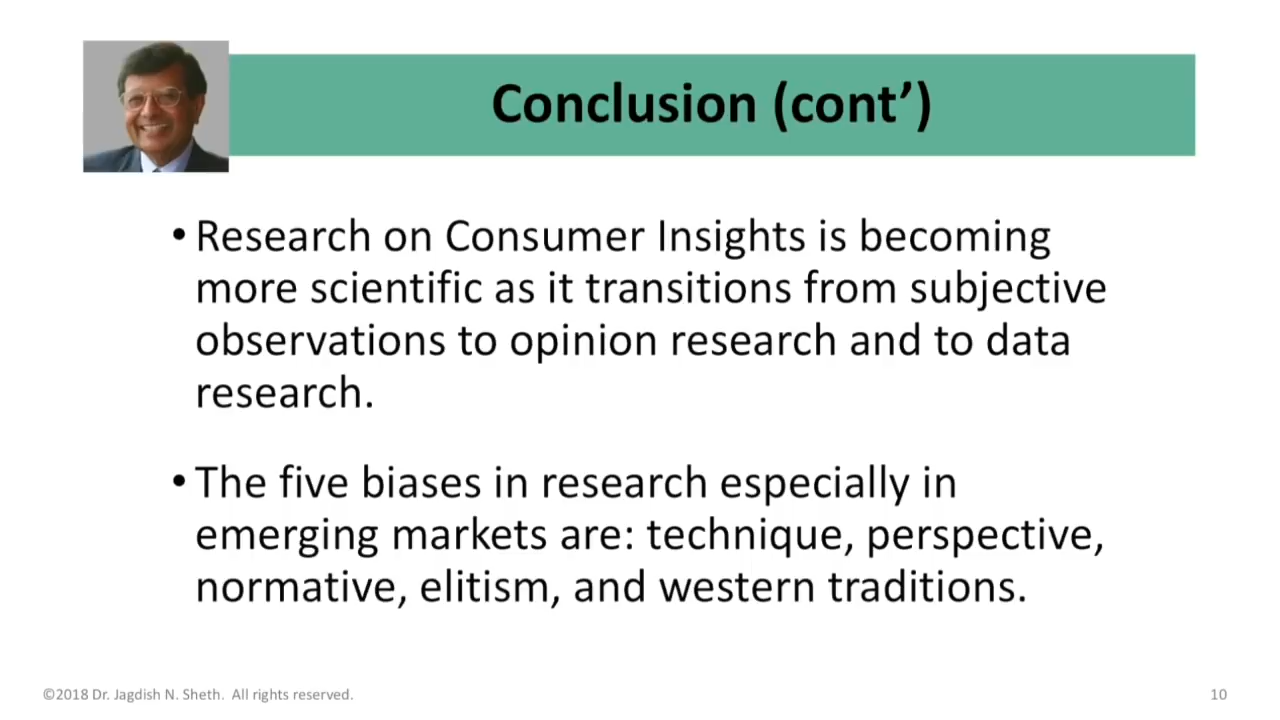 Conclusion (cont’)
• Research on Consumer Insights is becoming
more scientific as it transitions from subjective
observations to opinion research and to data
research.
• The five biases in research especially in
emerging markets are: technique, perspective,
normative, elitism, and western traditions.
©2018 Dr. Jagdish N. Sheth. All rights reserved.
10